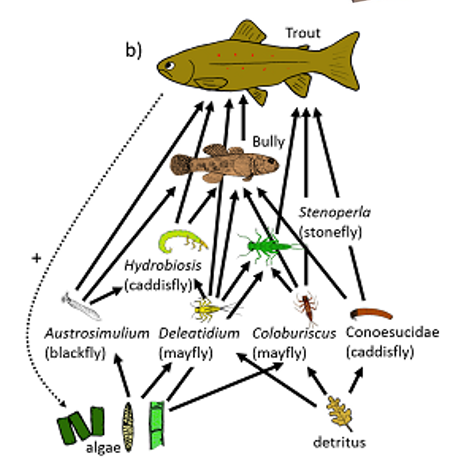 Trout
b)
Bully
Stenoperla
(stonefly)
Hydrobiosis
(caddisfly)
+
Austrosimulium
(blackfly)
Deleatidium
(mayfly)
Coloburiscus
(mayfly)
Conoesucidae
(caddisfly)
algae
detritus